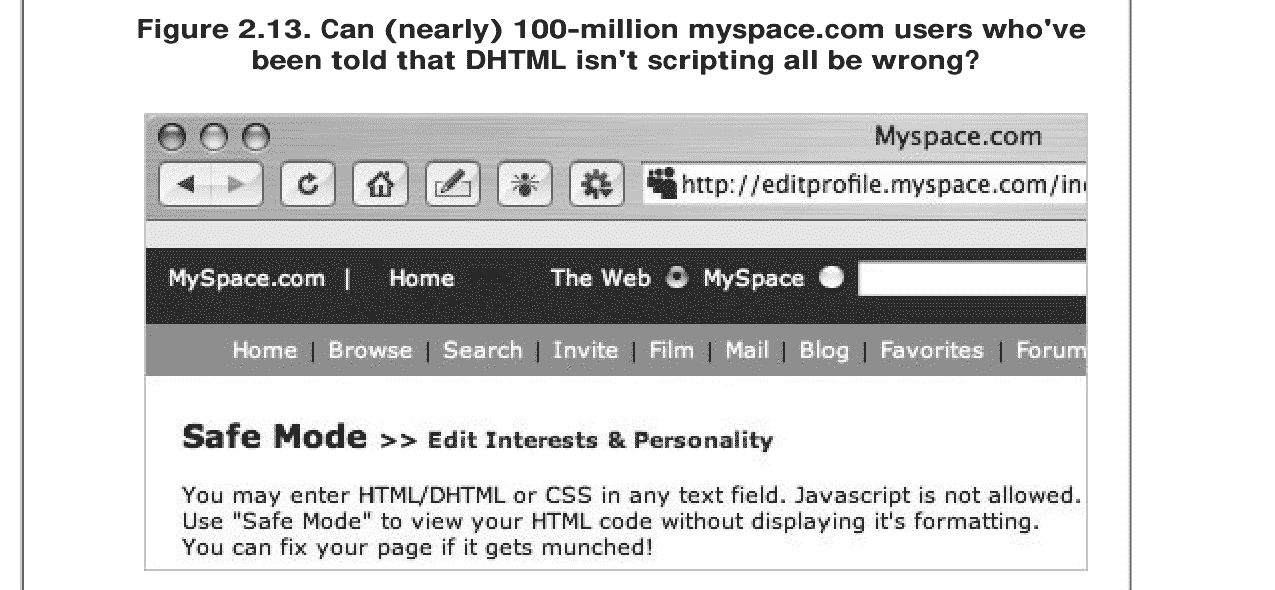 Figure 2.13. Can (nearly) 100-million myspace.com users who've
been told that DHTML isn't scripting all be wrong?
Myspace.com
http://editprofile.myspace.com/in
MySpace.com | Home The Web MySpace
Home | Browse | Search | Invite | Film | Mail | Blog | Favorites | Forum
Safe Mode >> Edit Interests & Personality
You may enter HTML/DHTML or CSS in any text field. Javascript is not allowed.
Use "Safe Mode" to view your HTML code without displaying it's formatting.
You can fix your page if it gets munched!